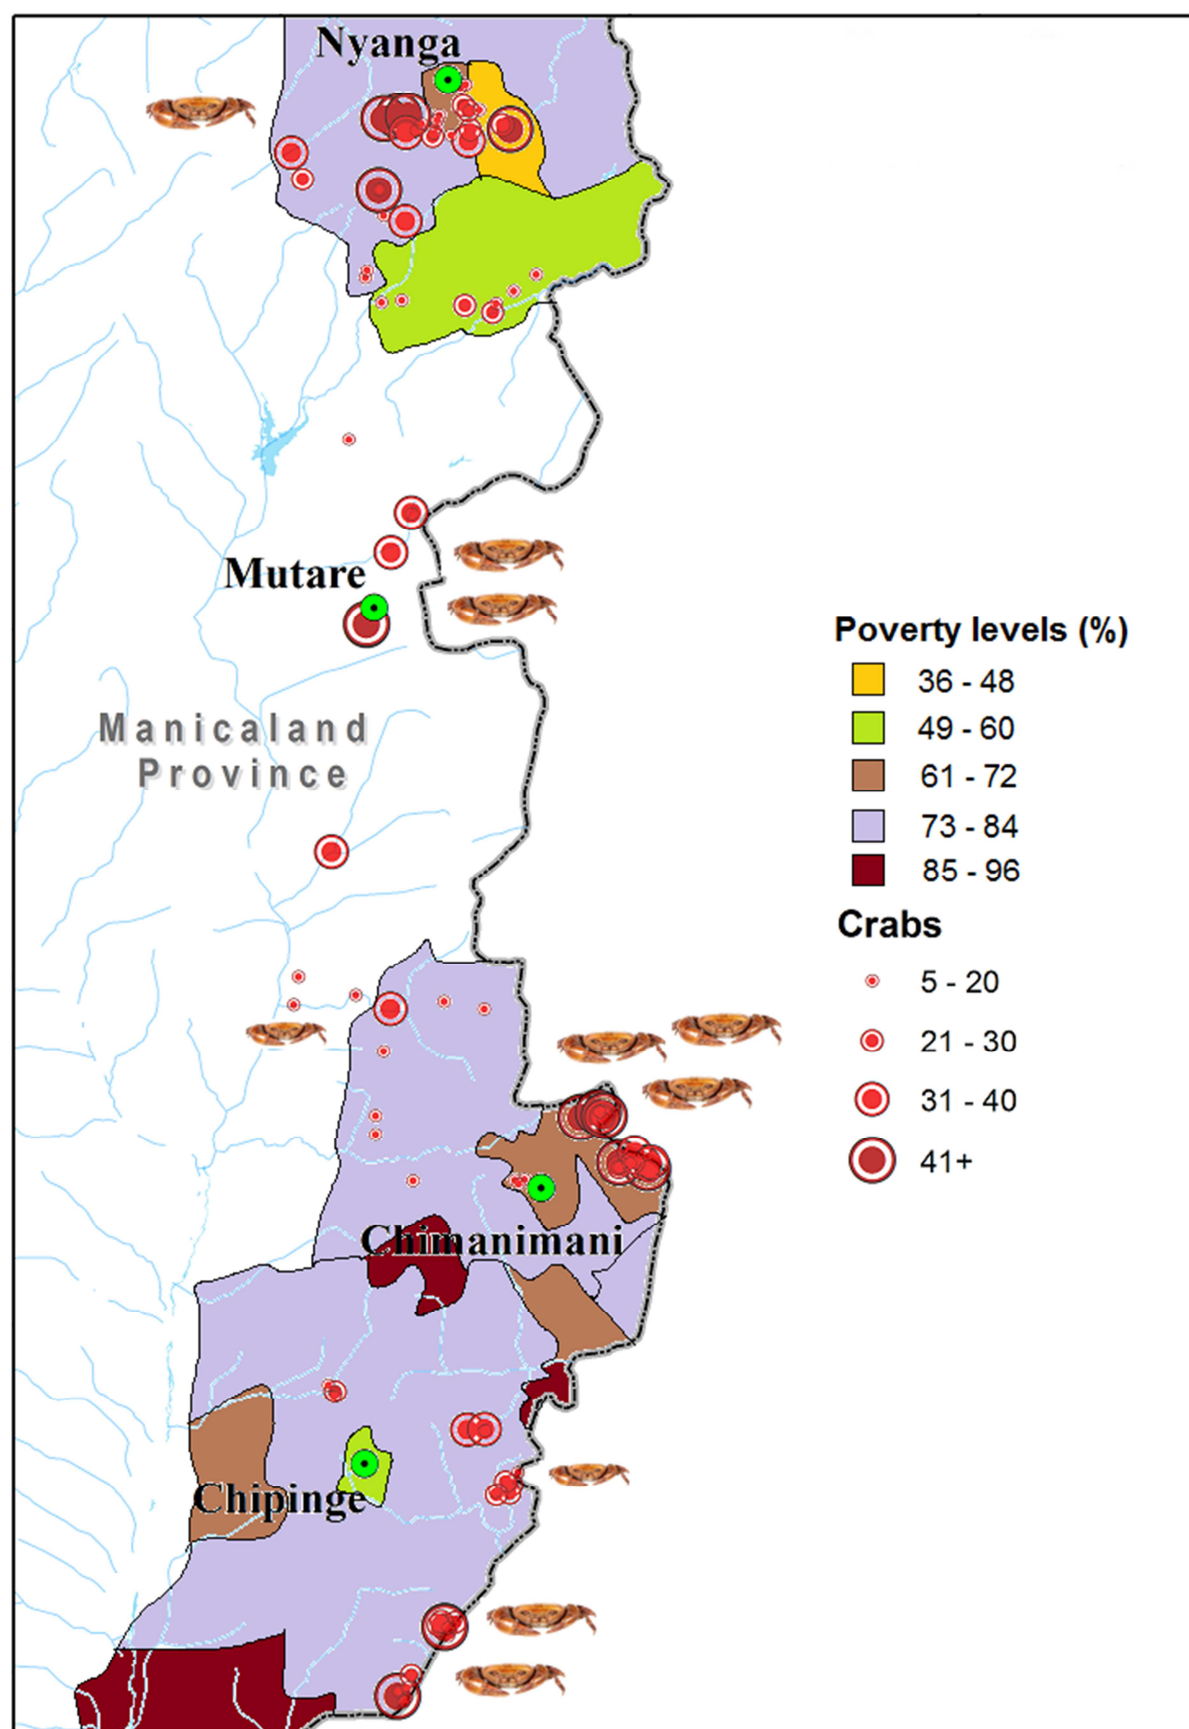 Nyanga
Mutare
Manicaland
Province
Poverty levels (%)
36 - 48
49 - 60
61 - 72
73 - 84
85 - 96
Crabs
5 - 20
21 - 30
31 - 40
41+
Chimanimani
Chipinge